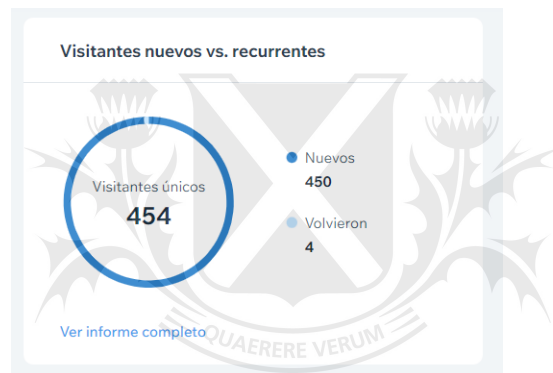 Visitantes nuevos vs. recurrentes
Visitantes únicos
454
Nuevos
450
Volvieron
4
Ver informe completo
QUAERERE VERUM